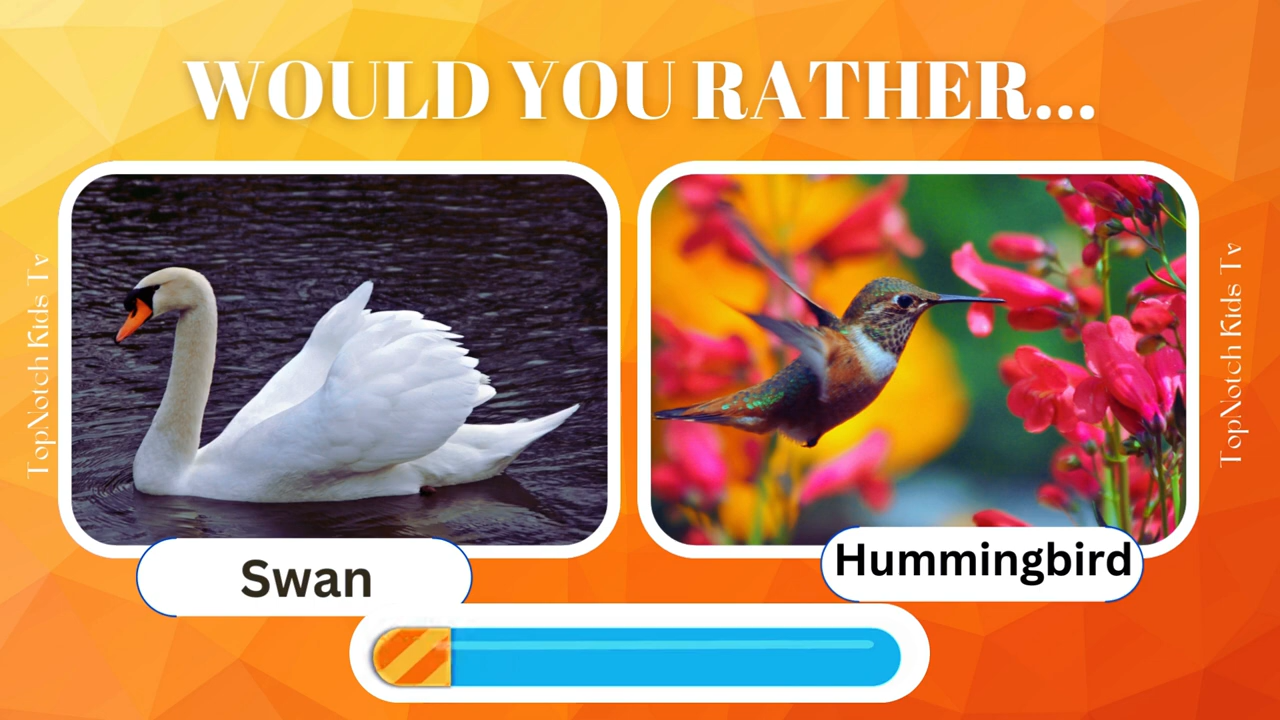 WOULD YOU RATHER...
TopNotch Kids Tv
TopNotch Kids Tv
Swan
Hummingbird